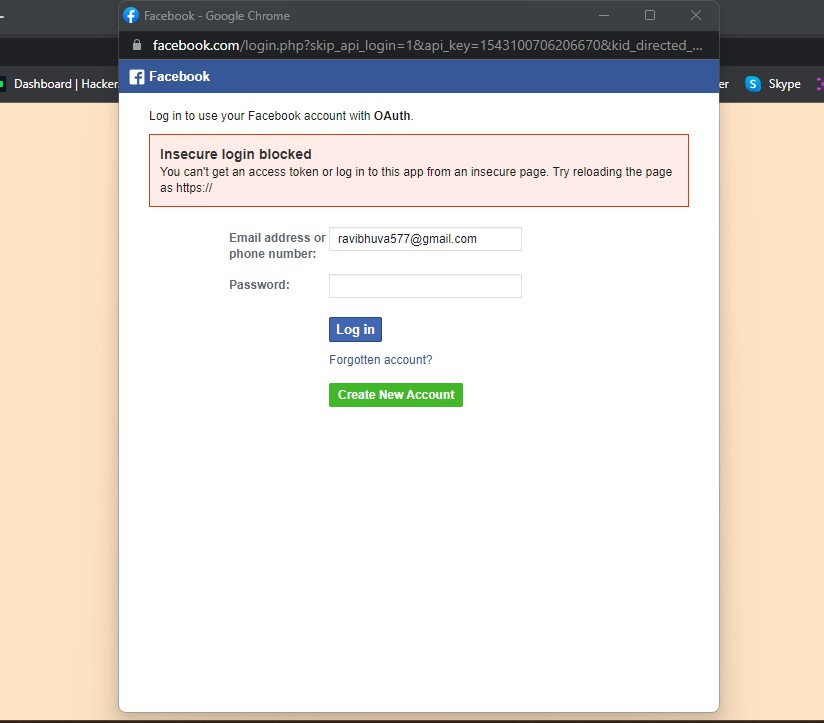 Facebook - Google Chrome
facebook.com/login.php?skip_api_login=1&api_key=1543100706206670&kid_directed_...
Dashboard | Hacker
er
Skype
Facebook
Log in to use your Facebook account with OAuth.
Insecure login blocked
You can't get an access token or log in to this app from an insecure page. Try reloading the page
as https://
Email address or
phone number:
ravibhuva577@gmail.com
Password:
Log in
Forgotten account?
Create New Account